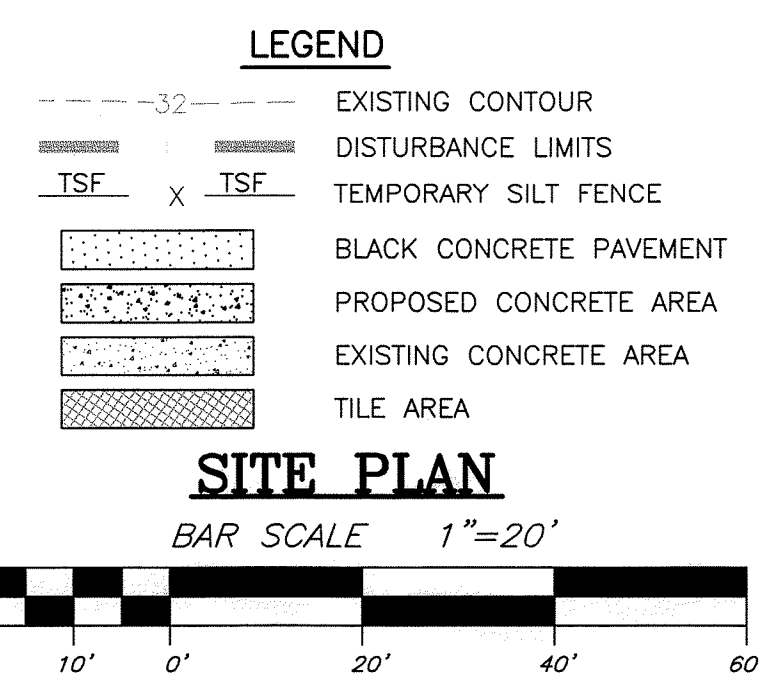 LEGEND
32 EXISTING CONTOUR
DISTURBANCE LIMITS
TSF X TSF TEMPORARY SILT FENCE
BLACK CONCRETE PAVEMENT
PROPOSED CONCRETE AREA
EXISTING CONCRETE AREA
TILE AREA
SITE PLAN
BAR SCALE 1"=20'
10' 0' 20' 40' 60